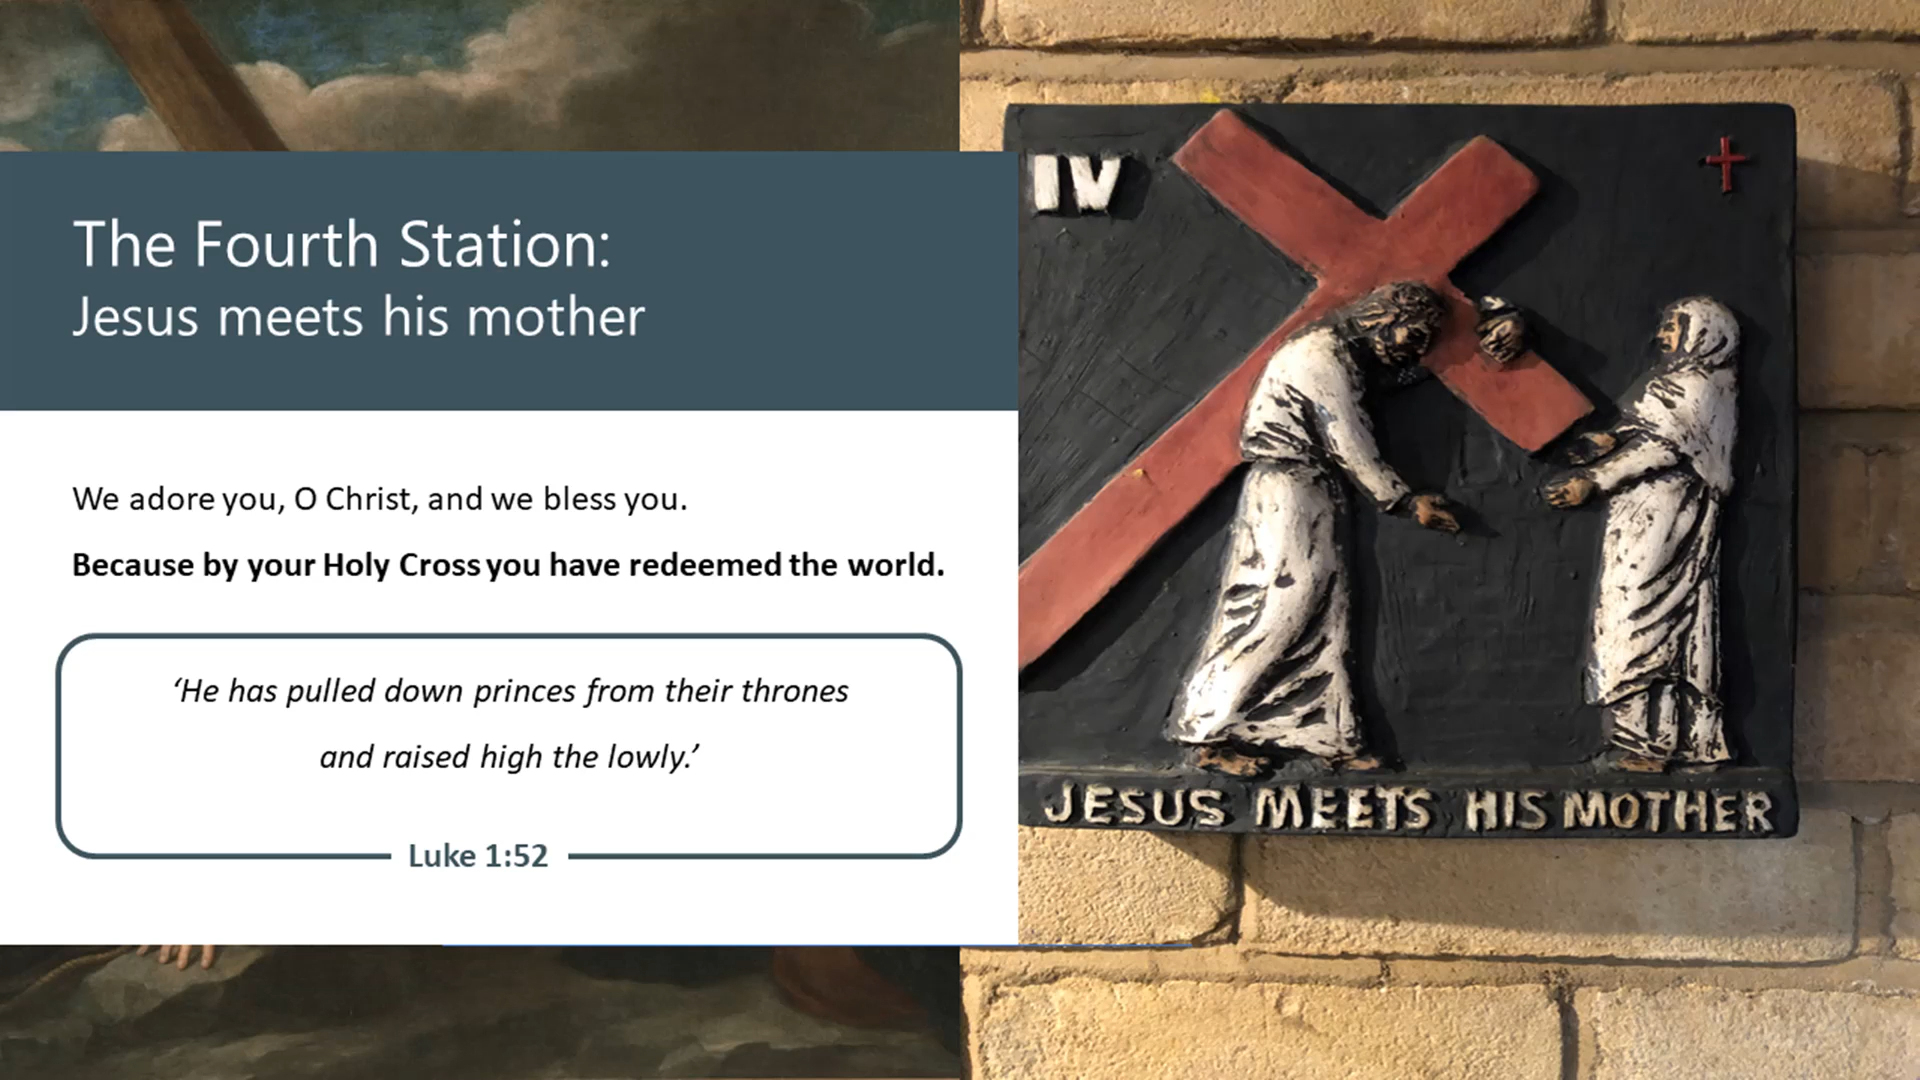 The Fourth Station:
Jesus meets his mother
We adore you, O Christ, and we bless you.
Because by your Holy Cross you have redeemed the world.
‘He has pulled down princes from their thrones
and raised high the lowly.’
Luke 1:52
IV
JESUS MEETS HIS MOTHER